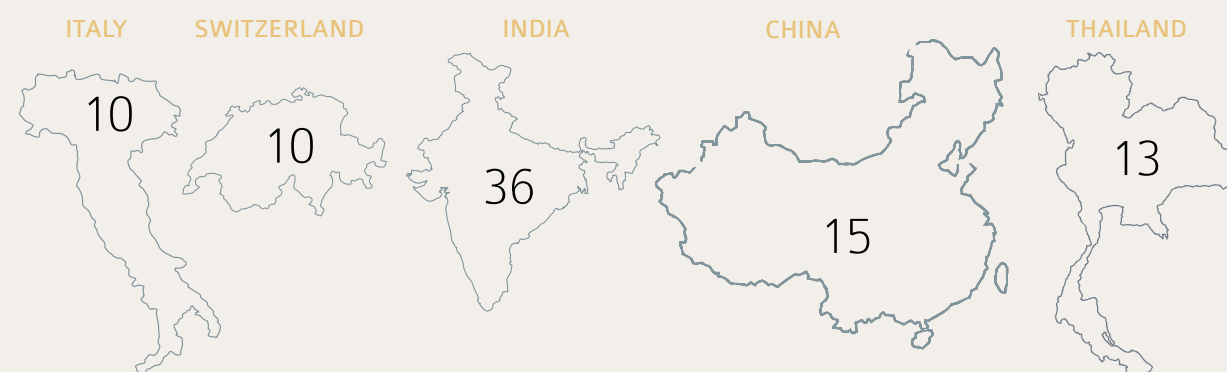 ITALY SWITZERLAND INDIA CHINA THAILAND
10 10 36 15 13